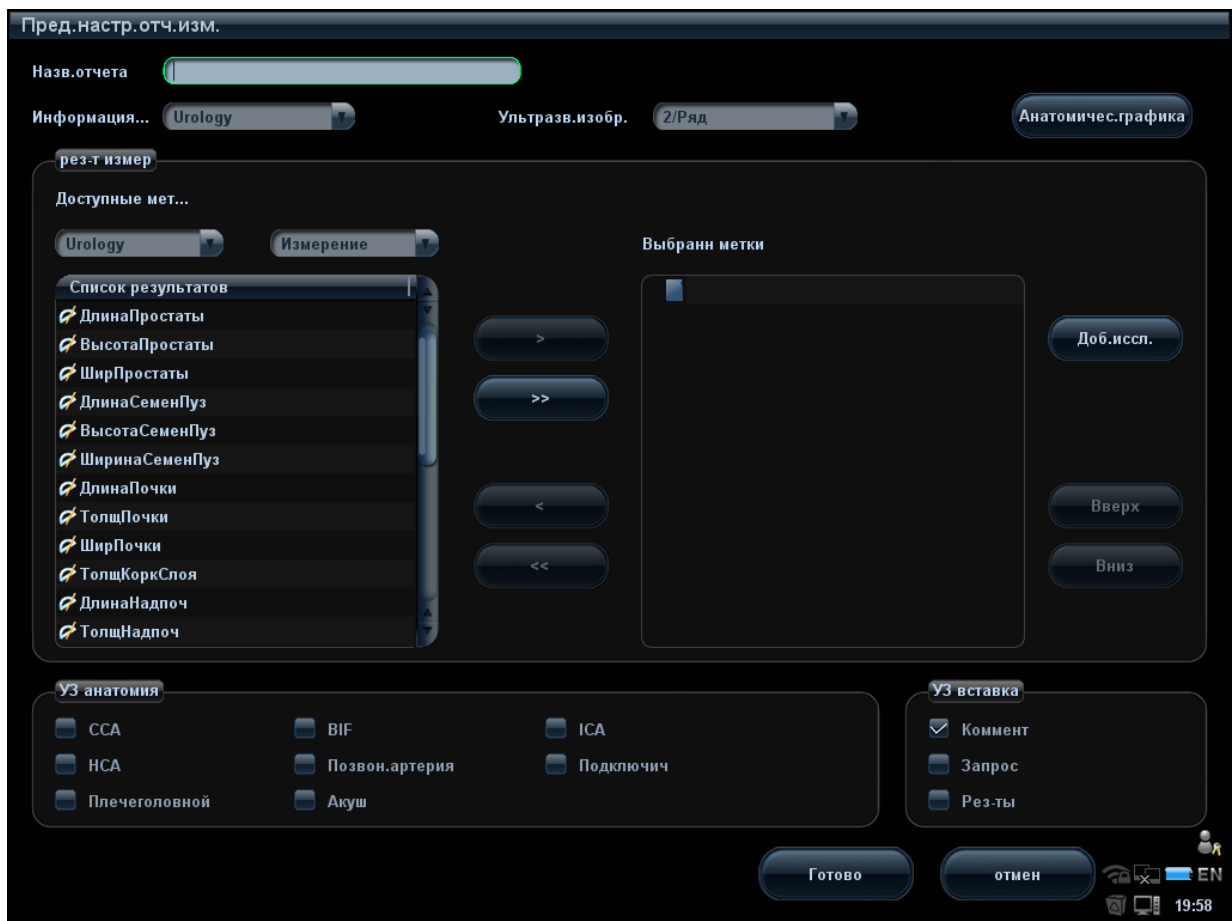 Пред.настр.отч.изм.
Назв.отчета
Информация... Urology Ультразв.изобр. 2/Ряд Анатомичес.графика
рез-т измер
Доступные мет...
Urology Измерение Выбранн метки
Список результатов
ДлинаПростаты
ВысотаПростаты
ШирПростаты
ДлинаСеменПуз
ВысотаСеменПуз
ШиринаСеменПуз
ДлинаПочки
ТолщПочки
ШирПочки
ТолщКоркСлоя
ДлинаНадпоч
ТолщНадпоч
>
>>
<
<<
Доб.иссл.
Вверх
Вниз
УЗ анатомия
CCA BIF ICA
НСА Позвон.артерия Подключич
Плечеголовной Акуш
УЗ вставка
Коммент
Запрос
Рез-ты
Готово отмен
EN
19:58